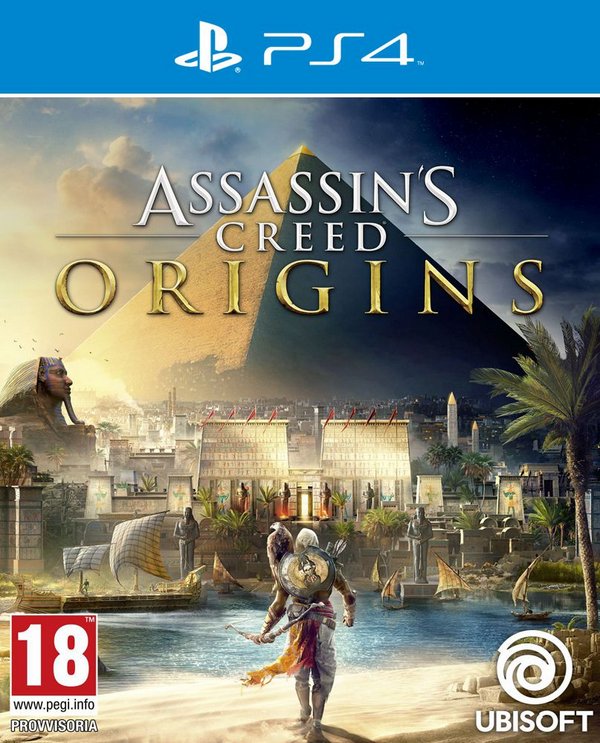 PS4
ASSASSIN'S
CREED
ORIGINS
18
www.pegi.info
PROVVISORIA
UBISOFT